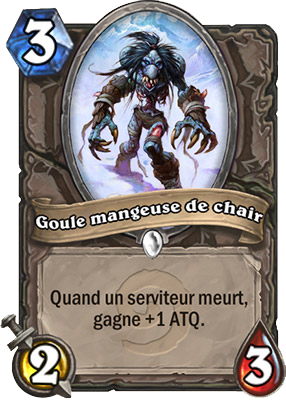 3
Goule mangeuse de chair
Quand un serviteur meurt,
gagne +1 ATQ.
2
3